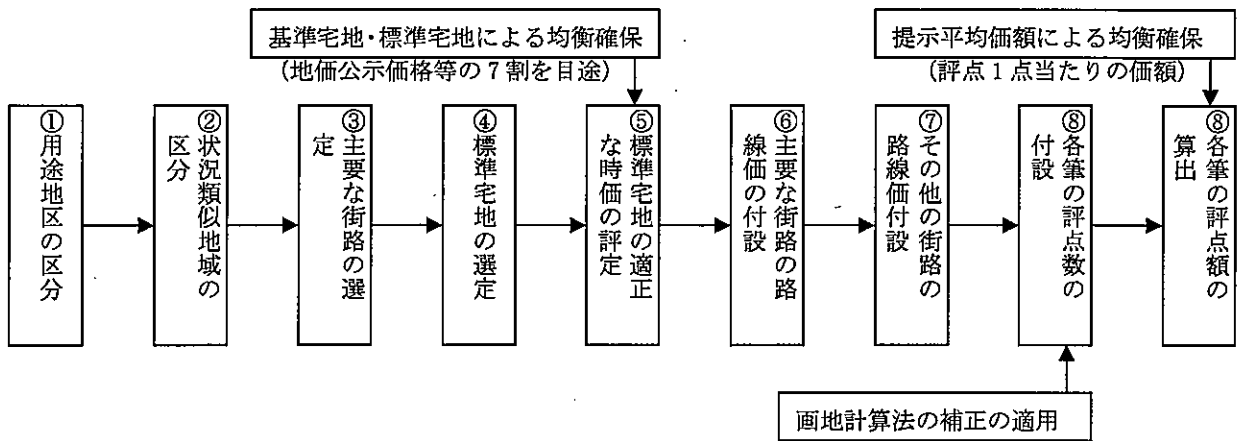 基準宅地・標準宅地による均衡確保
(地価公示価格等の7割を目途)
提示平均価額による均衡確保
(評点1点当たりの価額)
①用途地区の区分
②状況類似地域の
区分
③主要な街路の選
定
④標準宅地の選定
⑤標準宅地の適正
な時価の評定
⑥主要な街路の路
線価の付設
⑦その他の街路の
路線価付設
⑧各筆の評点数の
付設
⑧各筆の評点額の
算出
画地計算法の補正の適用